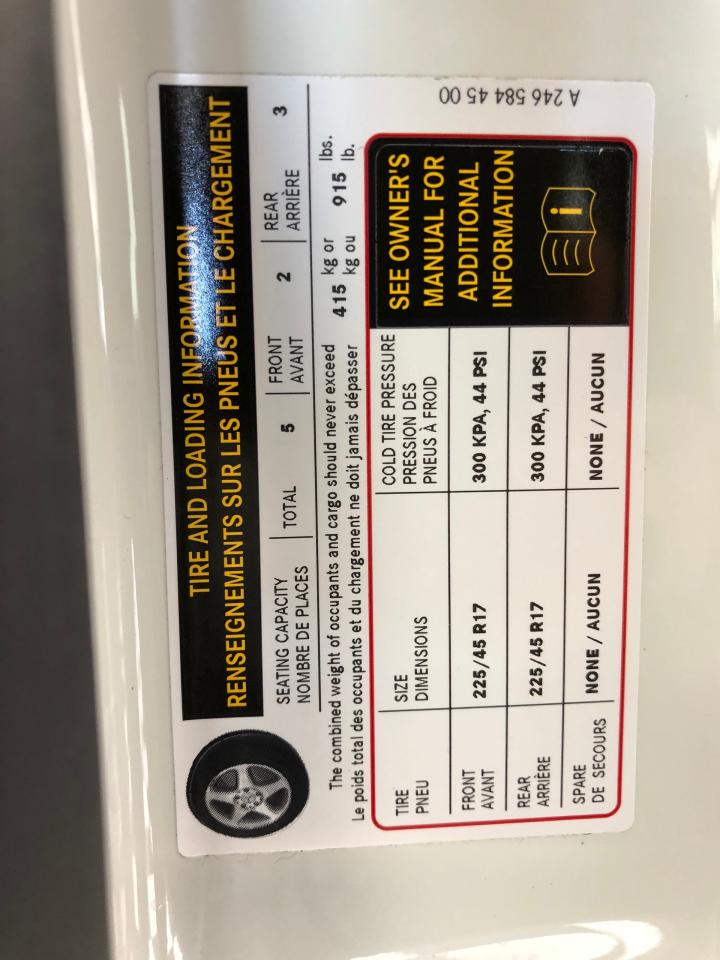 TIRE AND LOADING INFORMATION
RENSEIGNEMENTS SUR LES PNEUS ET LE CHARGEMENT
SEATING CAPACITY
NOMBRE DE PLACES
TOTAL 5
FRONT
AVANT
2
REAR
ARRIÈRE
3
The combined weight of occupants and cargo should never exceed 415 kg or 915 lbs.
Le poids total des occupants et du chargement ne doit jamais dépasser kg ou lb.
TIRE
PNEU
SIZE
DIMENSIONS
COLD TIRE PRESSURE
PRESSION DES
PNEUS À FROID
FRONT
AVANT
225/45 R17
300 KPA, 44 PSI
REAR
ARRIÈRE
225/45 R17
300 KPA, 44 PSI
SPARE
DE SECOURS
NONE / AUCUN
NONE / AUCUN
SEE OWNER'S
MANUAL FOR
ADDITIONAL
INFORMATION
i
A 246 584 45 00